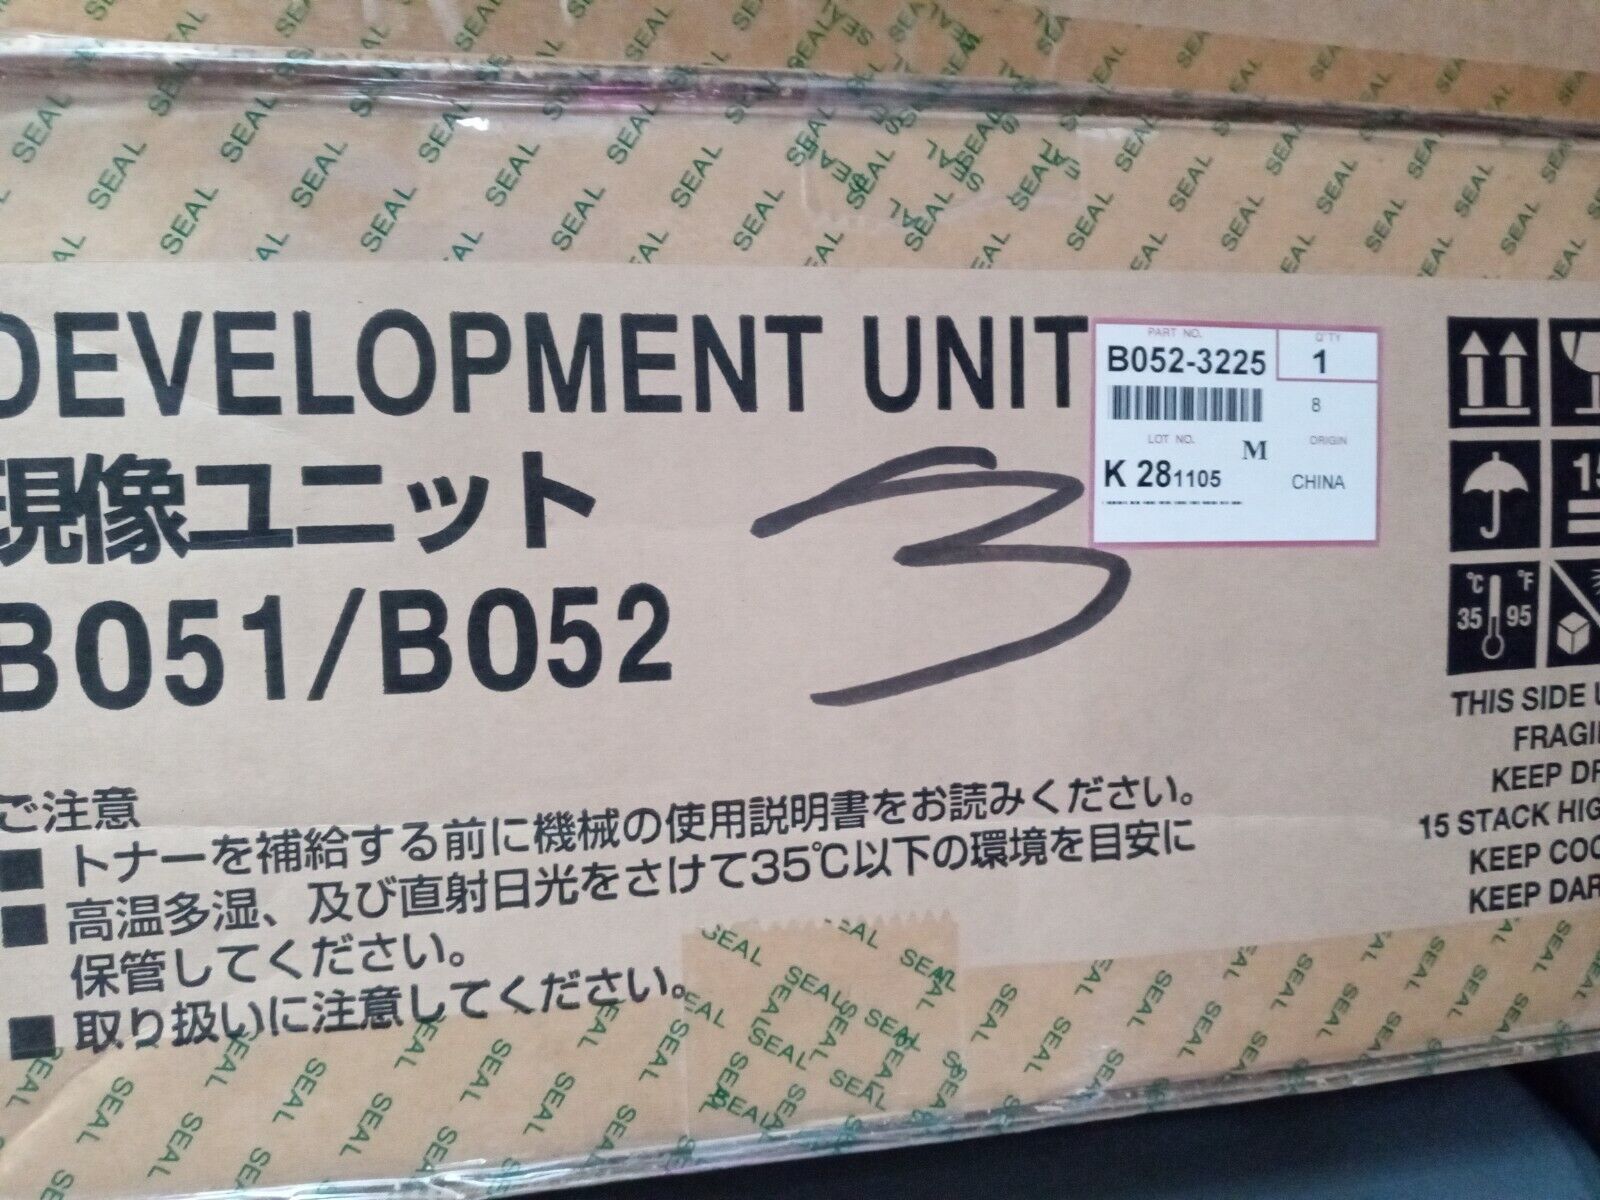 DEVELOPMENT UNIT
現像ユニット
B051/B052
3
PART NO.
B052-3225
Q'TY
1
8
LOT NO.
M
K 281105
ORIGIN
CHINA
°C °F
35 95
15
THIS SIDE
FRAGI
KEEP
15 STACK
KEEP
KEEP
ご注意
■ トナーを補給する前に機械の使用説明書をお読みください。
■ 高温多湿、及び直射日光をさけて35℃以下の環境を目安に
保管してください。
■ 取り扱いに注意してください。
SEAL